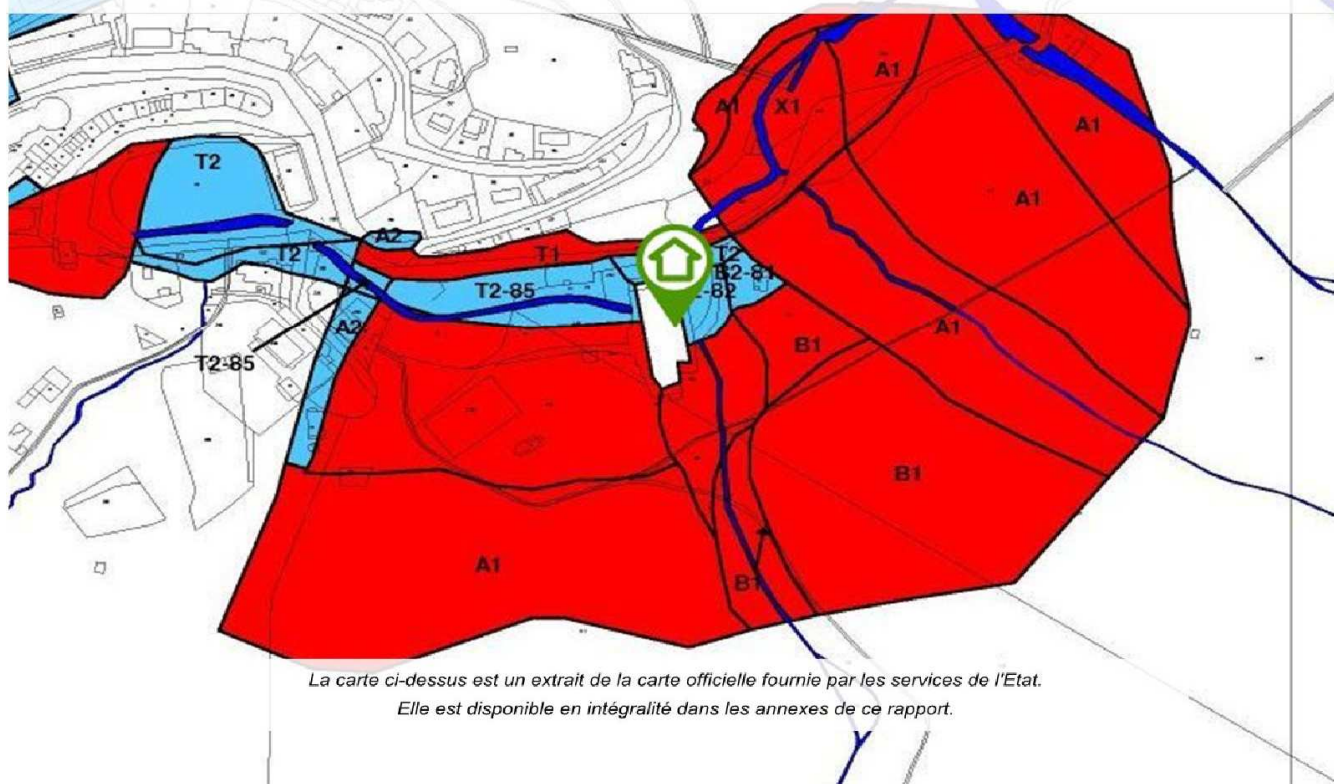 A1
A1
X1
A1
T2
A1
A2
T2
T1
T2
B2-81
T2-85
2-82
A2
A1
B1
T2-85
B1
A1
B1
La carte ci-dessus est un extrait de la carte officielle fournie par les services de l'Etat.
Elle est disponible en intégralité dans les annexes de ce rapport.